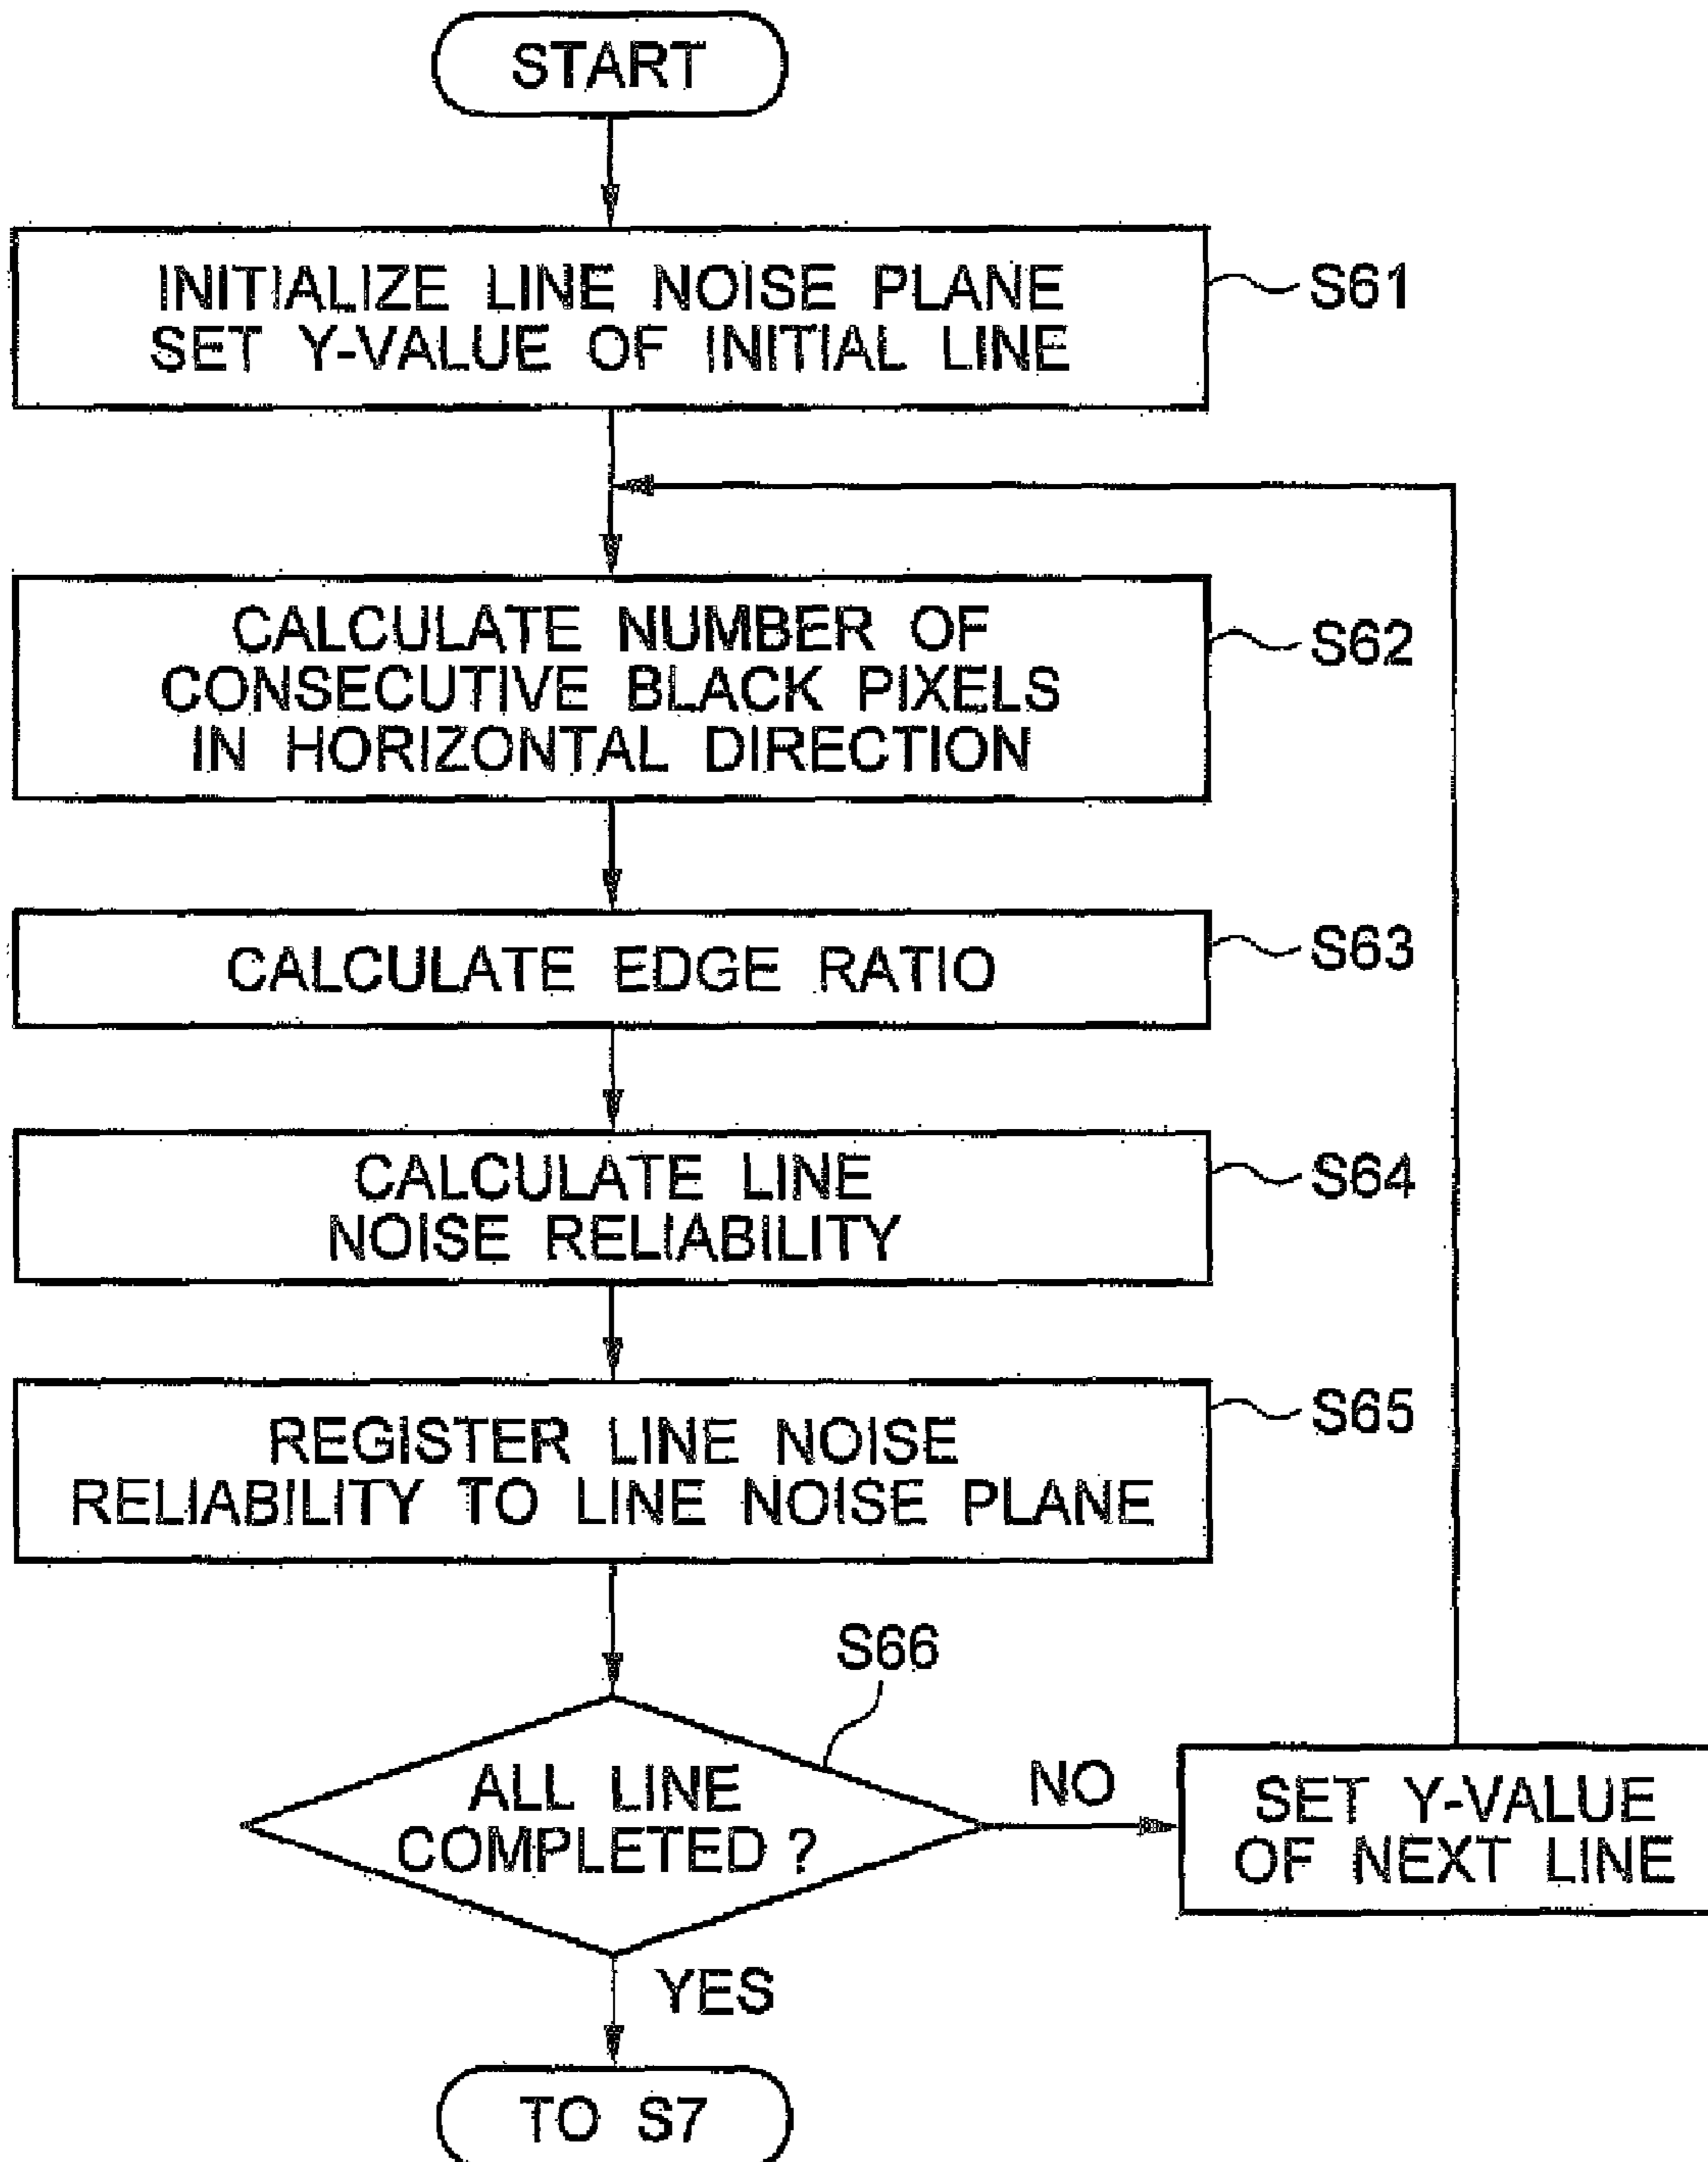 START
INITIALIZE LINE NOISE PLANE
SET Y-VALUE OF INITIAL LINE
S61
CALCULATE NUMBER OF
CONSECUTIVE BLACK PIXELS
IN HORIZONTAL DIRECTION
S62
CALCULATE EDGE RATIO
S63
CALCULATE LINE
NOISE RELIABILITY
S64
REGISTER LINE NOISE
RELIABILITY TO LINE NOISE PLANE
S65
S66
ALL LINE
COMPLETED ?
NO
SET Y-VALUE
OF NEXT LINE
YES
TO S7